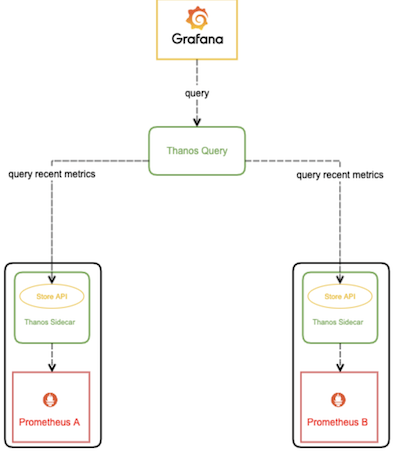 Grafana
query
Thanos Query
query recent metrics
query recent metrics
Store API
Thanos Sidecar
Store API
Thanos Sidecar
Prometheus A
Prometheus B